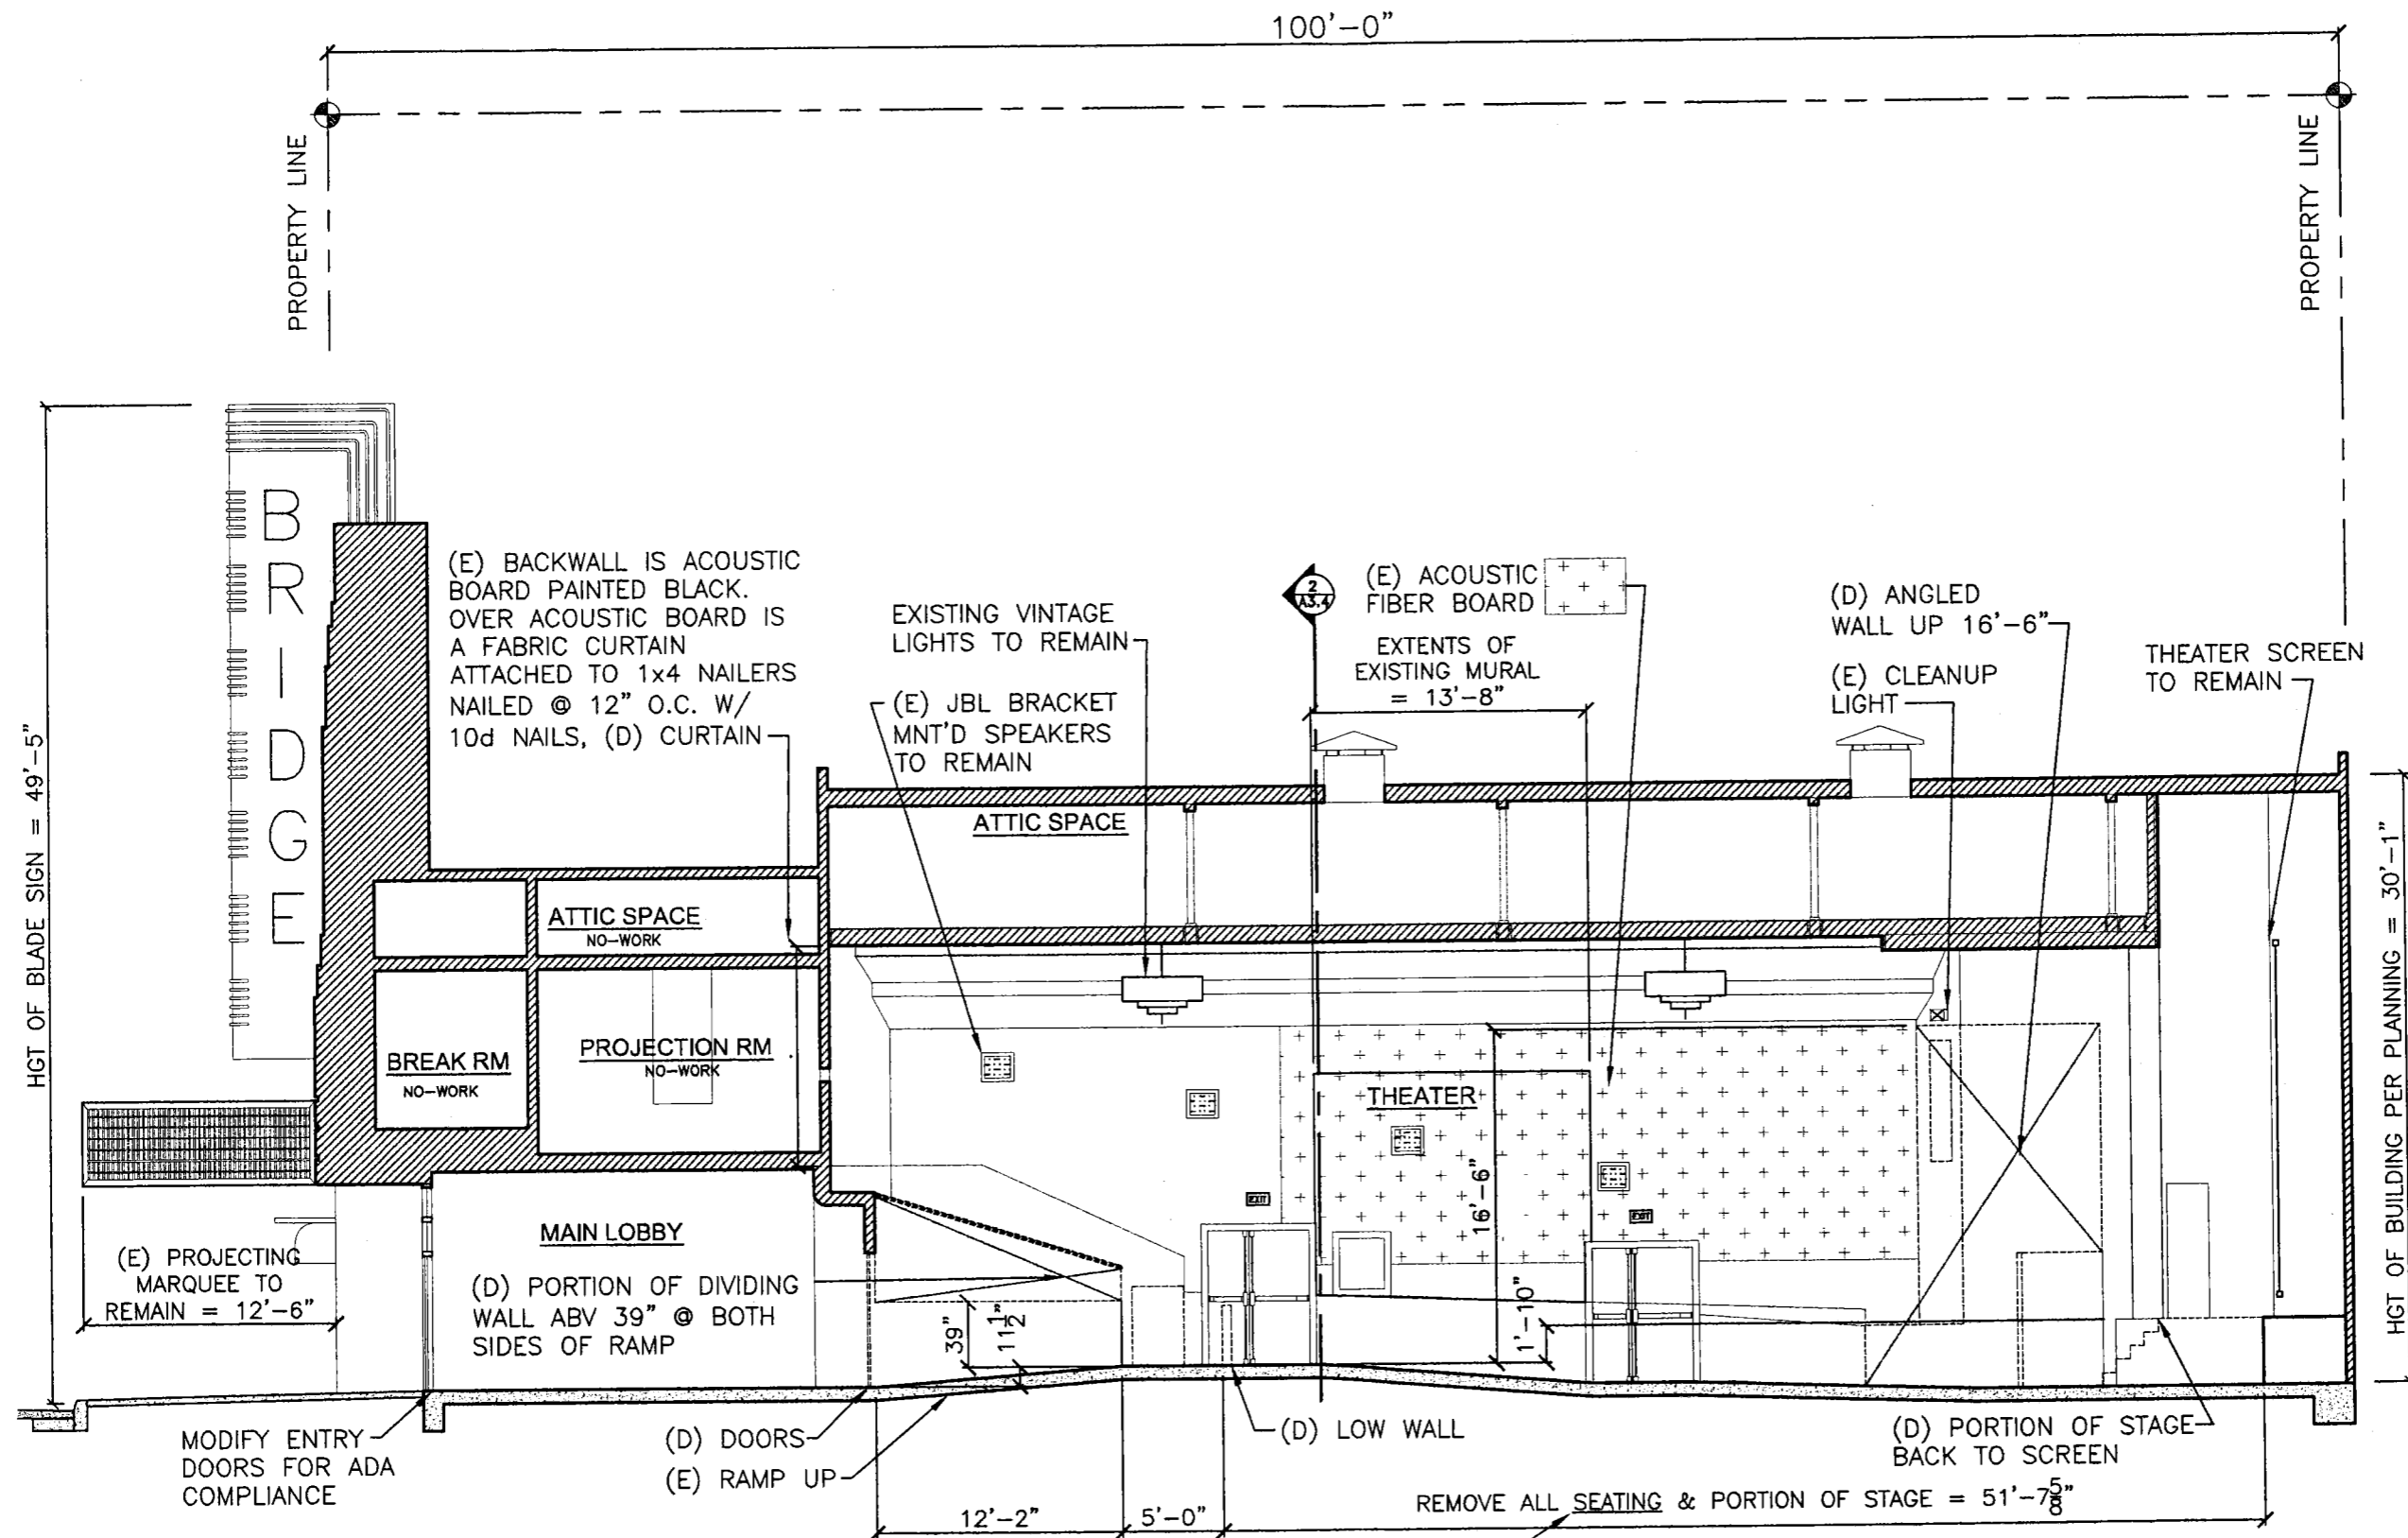 100'-0"
PROPERTY LINE
PROPERTY LINE
HGT OF BLADE SIGN = 49'-5"
BRIDGE
(E) BACKWALL IS ACOUSTIC
BOARD PAINTED BLACK.
OVER ACOUSTIC BOARD IS
A FABRIC CURTAIN
ATTACHED TO 1x4 NAILERS
NAILED @ 12" O.C. W/
10d NAILS, (D) CURTAIN
EXISTING VINTAGE
LIGHTS TO REMAIN
(E) JBL BRACKET
MNT'D SPEAKERS
TO REMAIN
2
A3.4
(E) ACOUSTIC
FIBER BOARD
EXTENTS OF
EXISTING MURAL
= 13'-8"
(D) ANGLED
WALL UP 16'-6"
(E) CLEANUP
LIGHT
THEATER SCREEN
TO REMAIN
ATTIC SPACE
ATTIC SPACE
NO-WORK
BREAK RM
NO-WORK
PROJECTION RM
NO-WORK
THEATER
16'-6"
EXIT
EXIT
HGT OF BUILDING PER PLANNING = 30'-1"
MAIN LOBBY
(E) PROJECTING
MARQUEE TO
REMAIN = 12'-6"
(D) PORTION OF DIVIDING
WALL ABV 39" @ BOTH
SIDES OF RAMP
39"
11 1/2"
1'-10"
MODIFY ENTRY
DOORS FOR ADA
COMPLIANCE
(D) DOORS
(E) RAMP UP
(D) LOW WALL
(D) PORTION OF STAGE
BACK TO SCREEN
12'-2"
5'-0"
REMOVE ALL SEATING & PORTION OF STAGE = 51'-7 5/8"